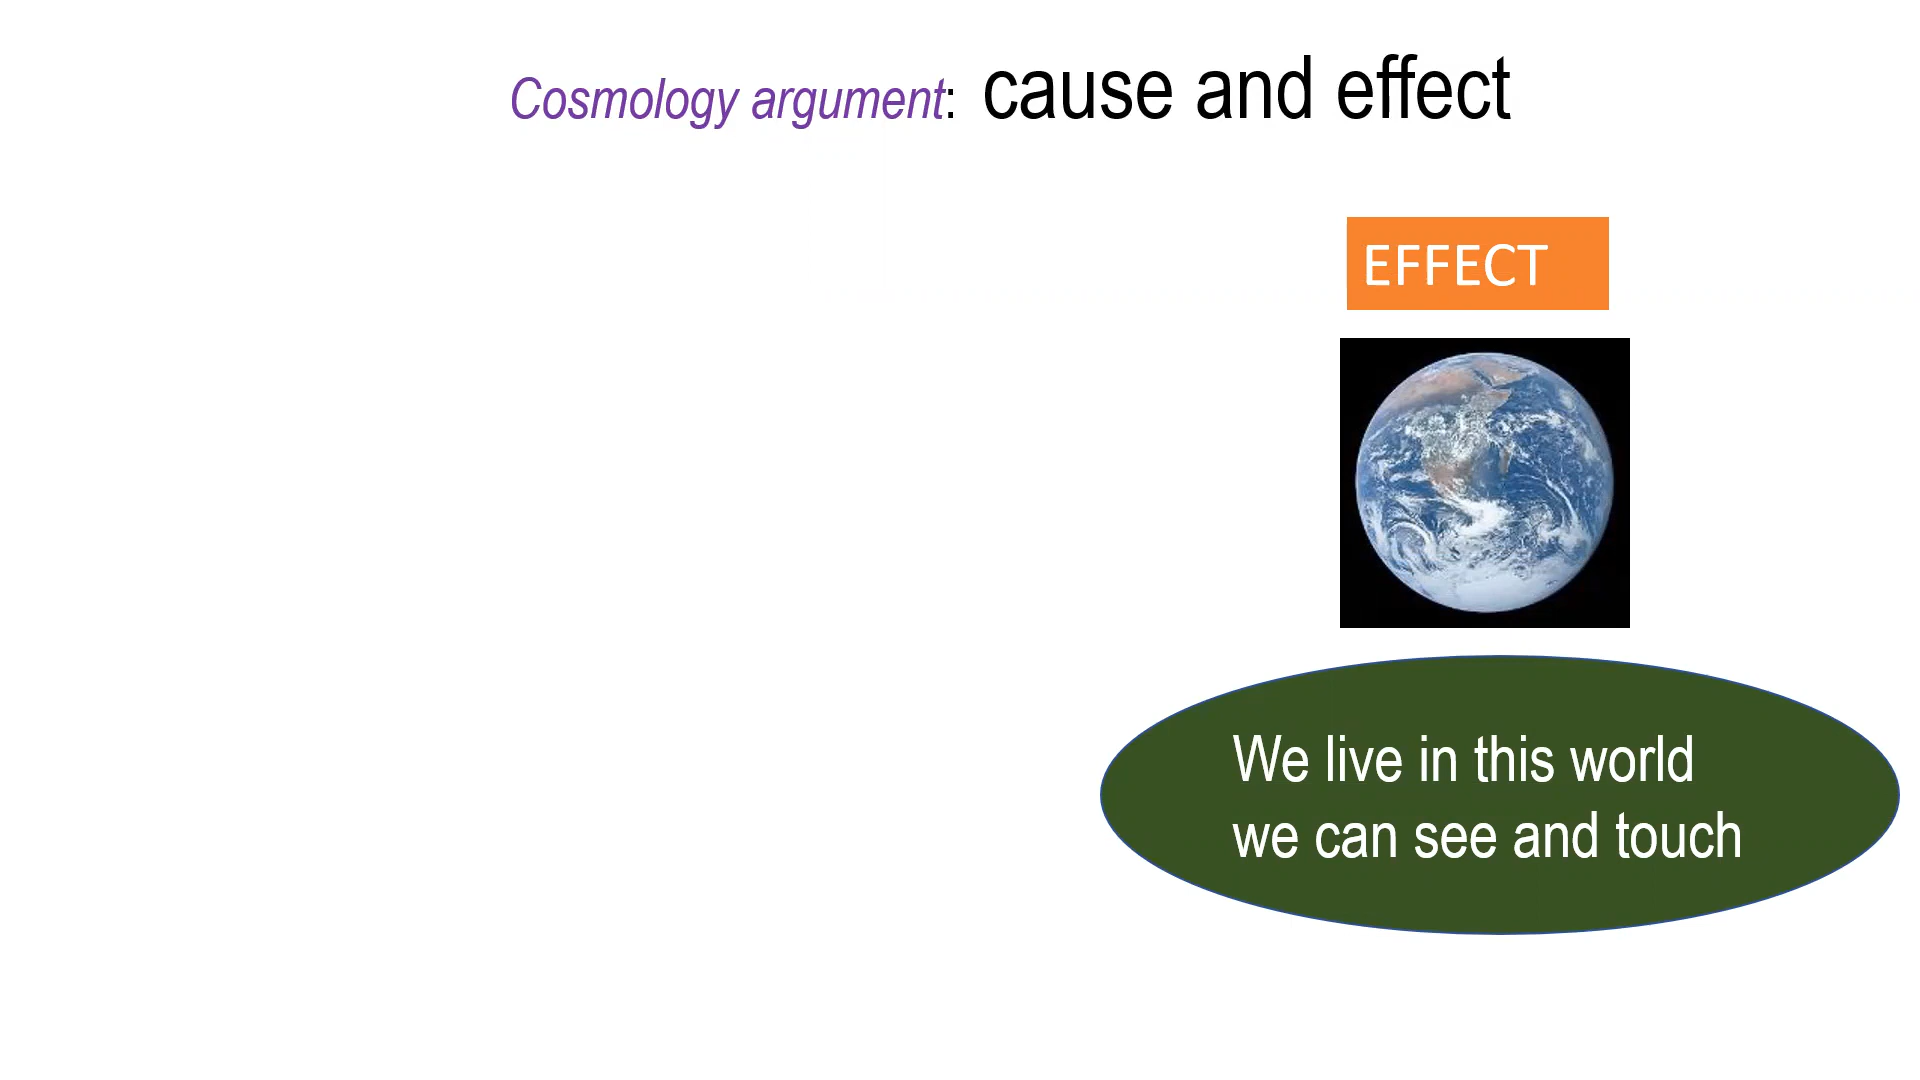 Cosmology argument: cause and effect
EFFECT
We live in this world
we can see and touch